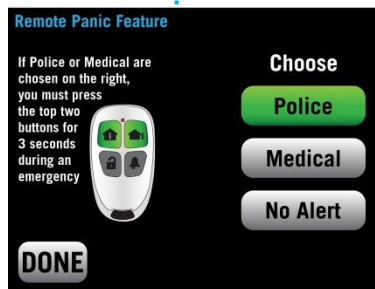 Remote Panic Feature
If Police or Medical are
chosen on the right,
you must press
the top two
buttons for
3 seconds
during an
emergency
Choose
Police
Medical
No Alert
DONE